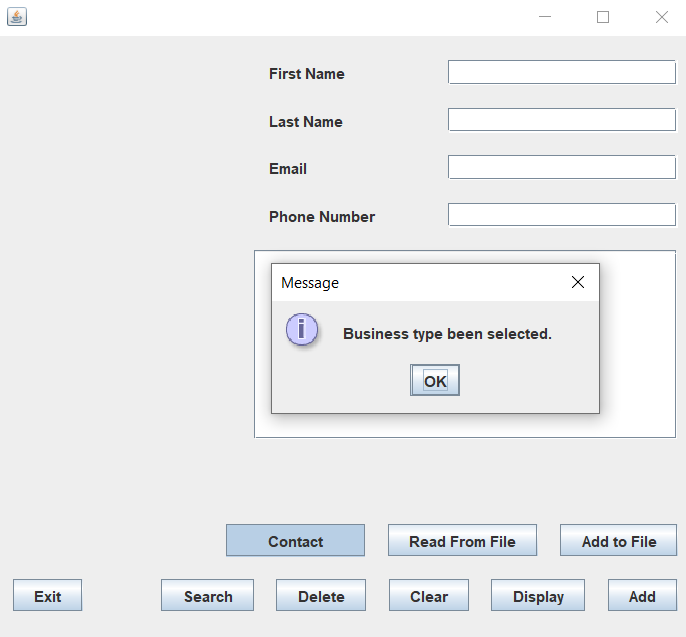 First Name
Last Name
Email
Phone Number
Message
Business type been selected.
OK
Contact
Read From File
Add to File
Exit
Search
Delete
Clear
Display
Add